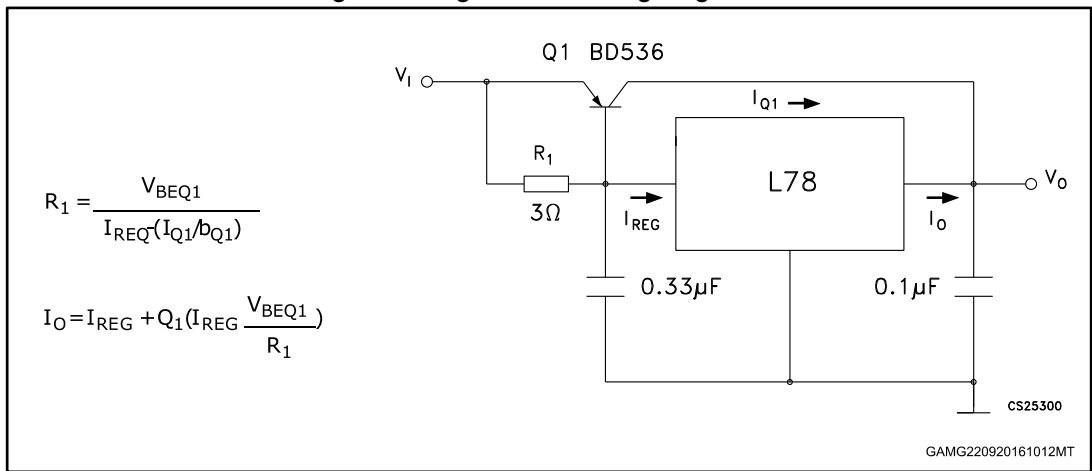 Q1 BD536
V_I
I_Q1
R_1
L78
V_O
3Ω
I_REG
I_O
R_1 = V_BEQ1 / I_REQ-(I_Q1/b_Q1)
0.33µF
0.1µF
I_O=I_REG +Q_1(I_REG V_BEQ1 / R_1)
CS25300
GAMG220920161012MT